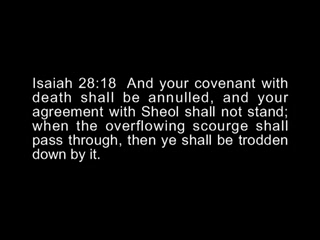 Isaiah 28:18  And your covenant with
death shall be annulled, and your
agreement with Sheol shall not stand;
when the overflowing scourge shall
pass through, then ye shall be trodden
down by it.